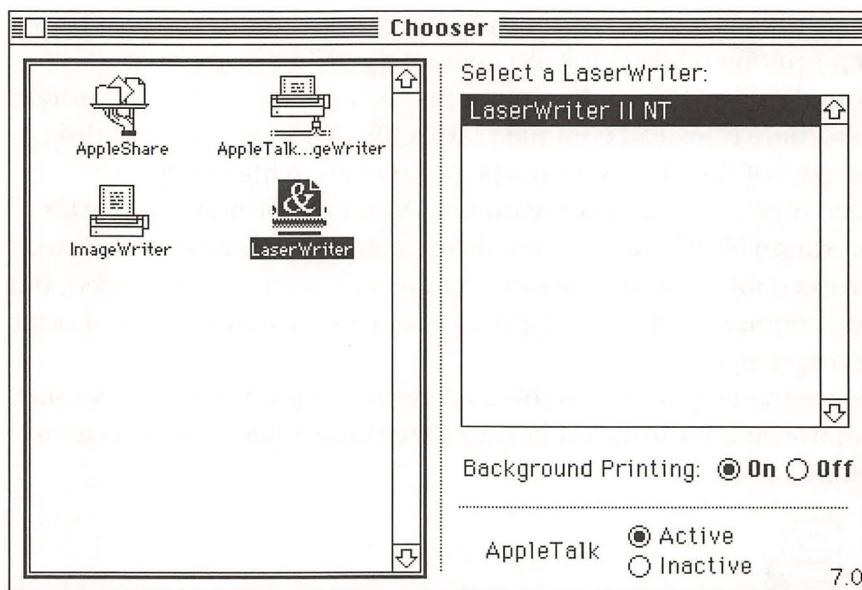 Chooser
AppleShare
AppleTalk...geWriter
ImageWriter
LaserWriter
Select a LaserWriter:
LaserWriter II NT
Background Printing: On Off
AppleTalk
Active
Inactive
7.0